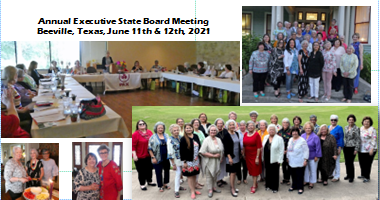 Annual Executive State Board Meeting
Beeville, Texas, June 11th & 12th, 2021